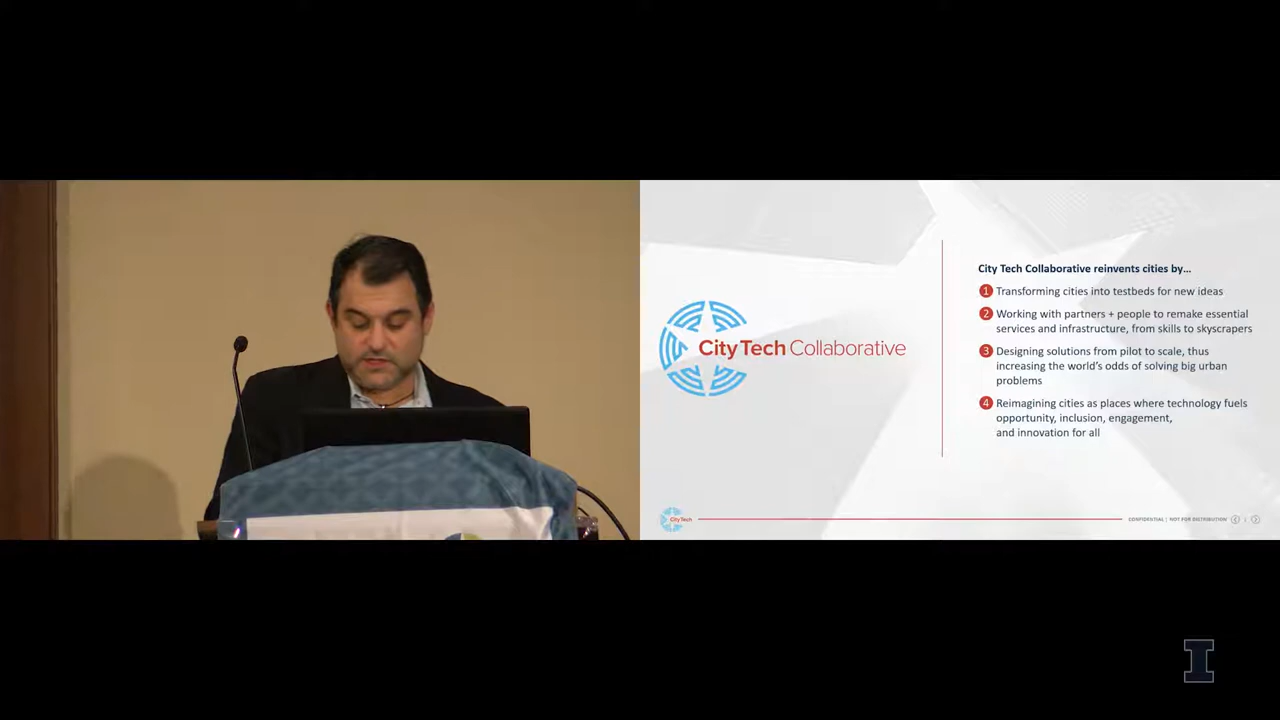 City Tech Collaborative
City Tech Collaborative reinvents cities by...
1 Transforming cities into testbeds for new ideas
2 Working with partners + people to remake essential
services and infrastructure, from skills to skyscrapers
3 Designing solutions from pilot to scale, thus
increasing the world's odds of solving big urban
problems
4 Reimagining cities as places where technology fuels
opportunity, inclusion, engagement,
and innovation for all
City Tech
CONFIDENTIAL | NOT FOR DISTRIBUTION
I